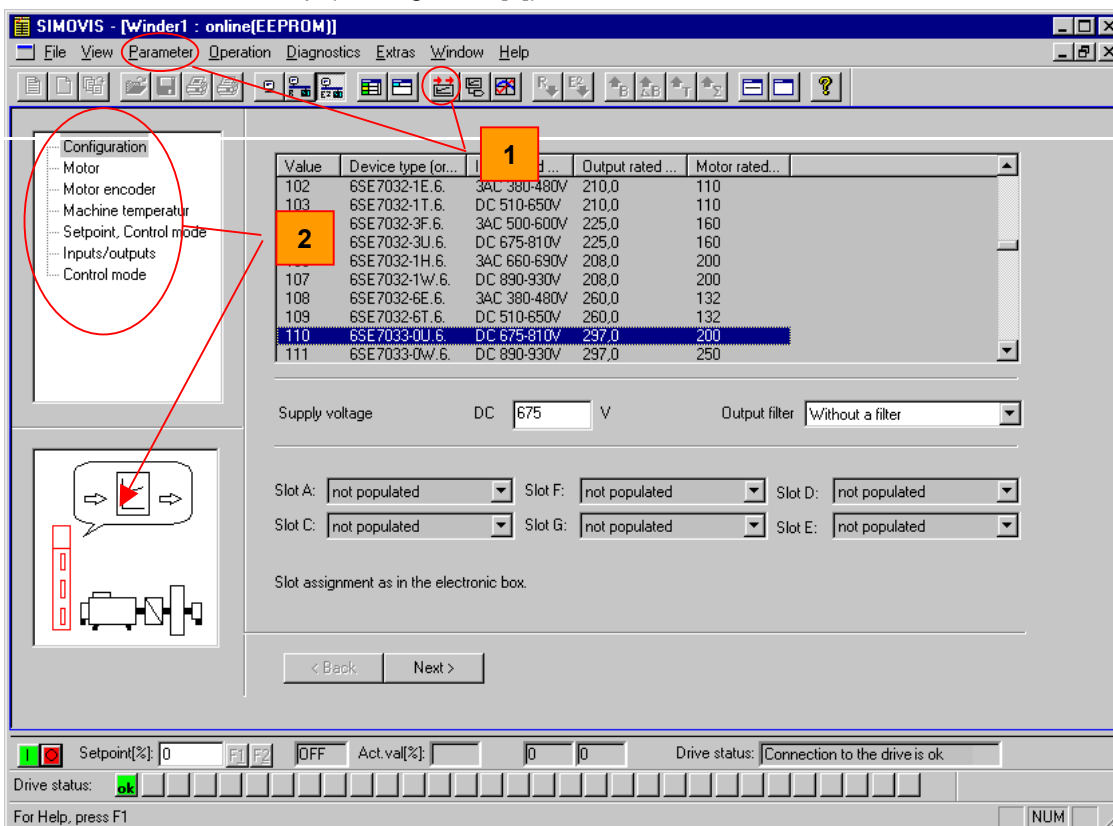 SIMOVIS - [Winder1 : online(EEPROM)]
File View Parameter Operation Diagnostics Extras Window Help
1
2
Configuration
Motor
Motor encoder
Machine temperatur
Setpoint, Control mode
Inputs/outputs
Control mode
Value Device type (or... Output rated ... Motor rated...
102 6SE7032-1E.6. 3AC 380-480V 210,0 110
103 6SE7032-1T.6. DC 510-650V 210,0 110
6SE7032-3F.6. 3AC 500-600V 225,0 160
6SE7032-3U.6. DC 675-810V 225,0 160
6SE7032-1H.6. 3AC 660-690V 208,0 200
107 6SE7032-1W.6. DC 890-930V 208,0 200
108 6SE7032-6E.6. 3AC 380-480V 260,0 132
109 6SE7032-6T.6. DC 510-650V 260,0 132
110 6SE7033-0U.6. DC 675-810V 297,0 200
111 6SE7033-0W.6. DC 890-930V 297,0 250
Supply voltage DC 675 V Output filter Without a filter
Slot A: not populated Slot F: not populated Slot D: not populated
Slot C: not populated Slot G: not populated Slot E: not populated
Slot assignment as in the electronic box.
< Back Next >
Setpoint[%]: 0 F1 F2 OFF Act.val[%]: 0 0 Drive status: Connection to the drive is ok
Drive status: ok
For Help, press F1 NUM